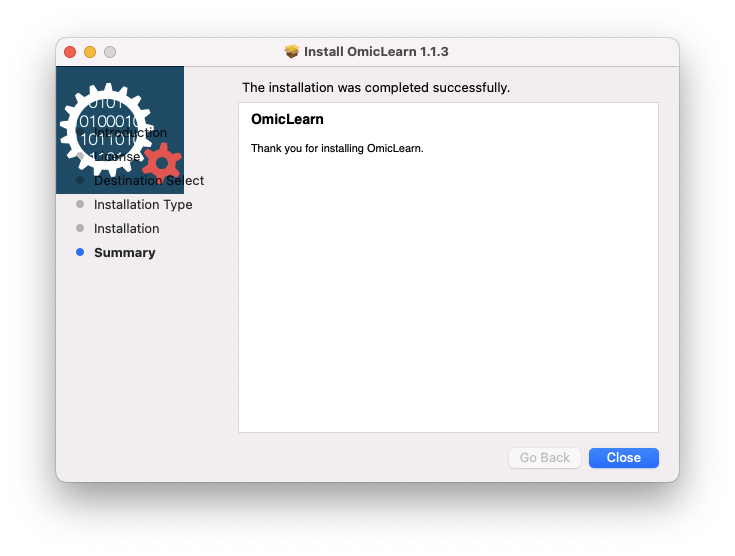 Install OmicLearn 1.1.3
The installation was completed successfully.
0101
010001
Introduction
101101
License
1101
Destination Select
Installation Type
Installation
Summary
OmicLearn
Thank you for installing OmicLearn.
Go Back
Close